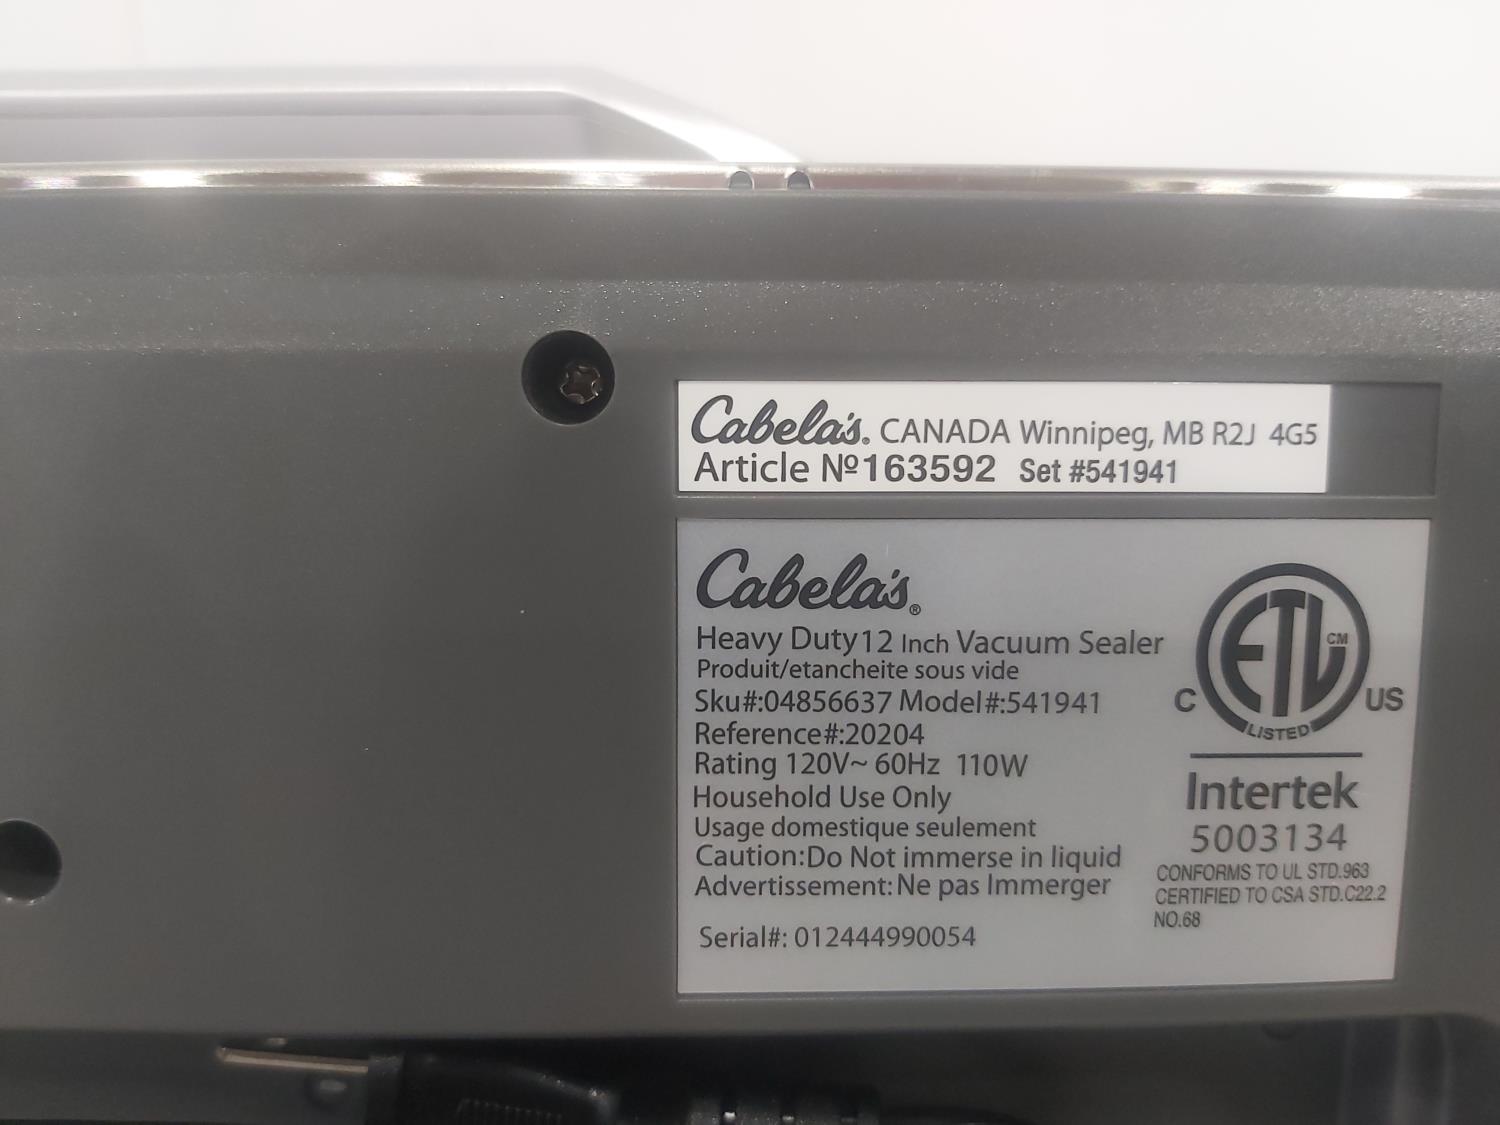 Cabela's. CANADA Winnipeg, MB R2J 4G5
Article Nº163592 Set #541941
Cabela's®
Heavy Duty12 Inch Vacuum Sealer
Produit/etancheite sous vide
Sku#:04856637 Model#:541941
Reference#:20204
Rating 120V~ 60Hz 110W
Household Use Only
Usage domestique seulement
Caution:Do Not immerse in liquid
Advertissement:Ne pas Immerger
Serial#: 012444990054
ETL CM
C US
LISTED
Intertek
5003134
CONFORMS TO UL STD.963
CERTIFIED TO CSA STD.C22.2
NO.68